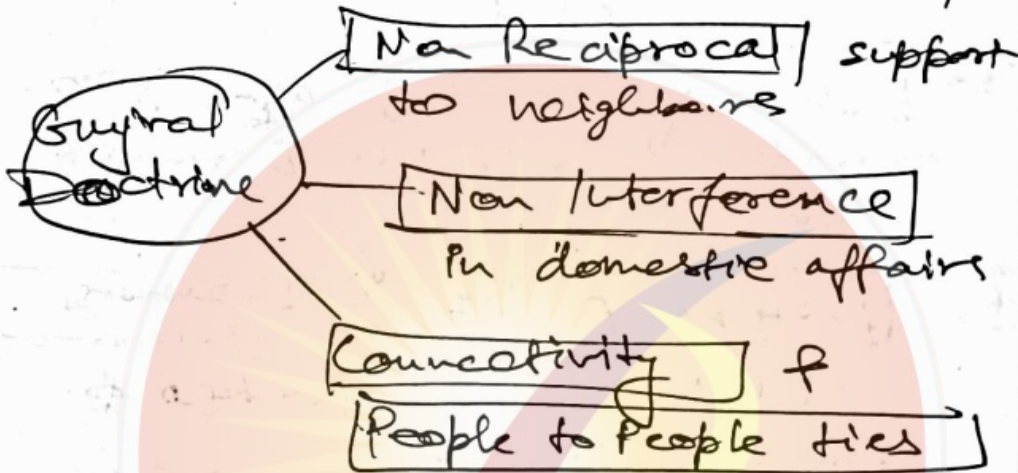 Gujral
Doctrine
Non Reciprocal support
to neighbours
Non Interference
in domestic affairs
Connectivity &
People to People ties